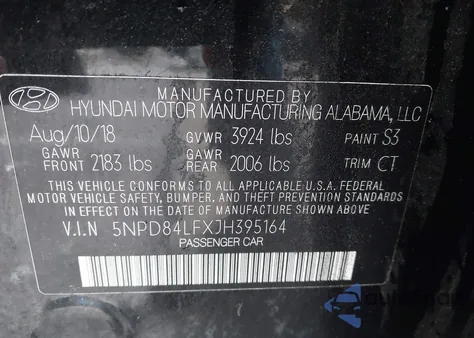 MANUFACTURED BY
HYUNDAI MOTOR MANUFACTURING ALABAMA, LLC
Aug/10/18 GVWR 3924 lbs PAINT S3
GAWR FRONT 2183 lbs GAWR REAR 2006 lbs TRIM CT
THIS VEHICLE CONFORMS TO ALL APPLICABLE U.S.A. FEDERAL
MOTOR VEHICLE SAFETY, BUMPER, AND THEFT PREVENTION STANDARDS
IN EFFECT ON THE DATE OF MANUFACTURE SHOWN ABOVE.
V.I.N 5NPD84LFXJH395164
PASSENGER CAR